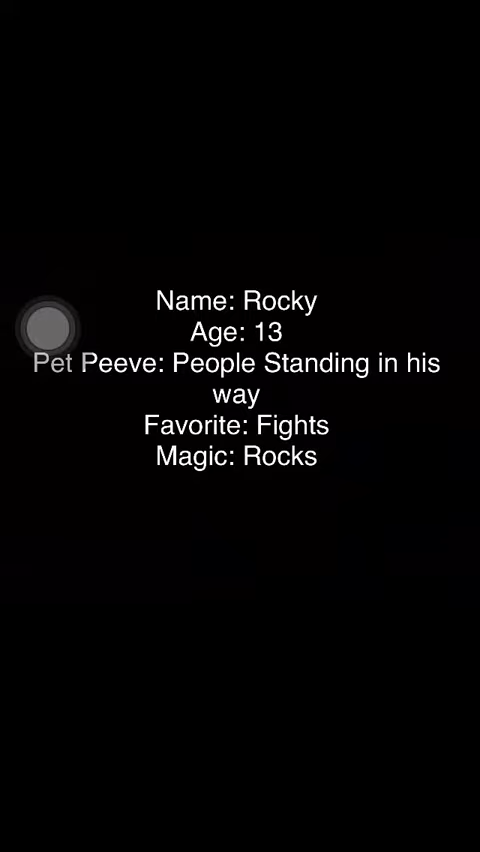 Name: Rocky
Age: 13
Pet Peeve: People Standing in his
way
Favorite: Fights
Magic: Rocks